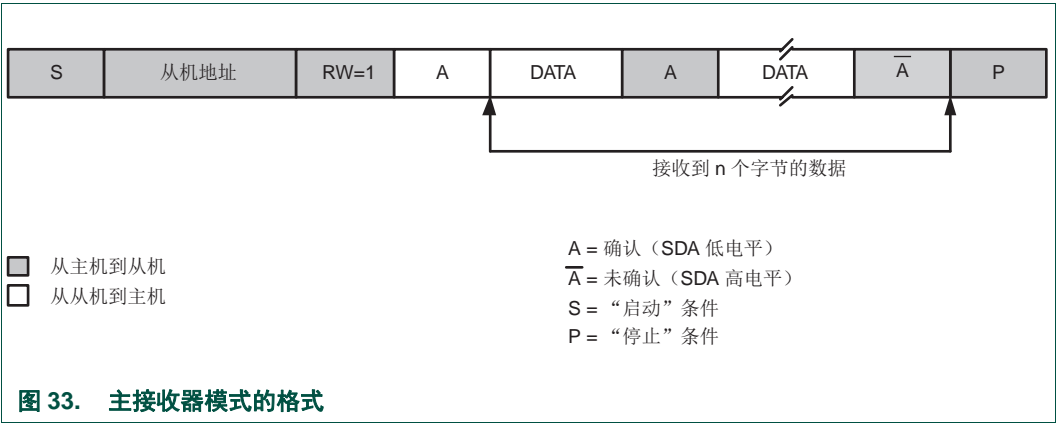 S 从机地址 RW=1 A DATA A DATA A̅ P
接收到 n 个字节的数据
从主机到从机
从从机到主机
A = 确认（SDA 低电平）
A̅ = 未确认（SDA 高电平）
S = “启动”条件
P = “停止”条件
图 33. 主接收器模式的格式